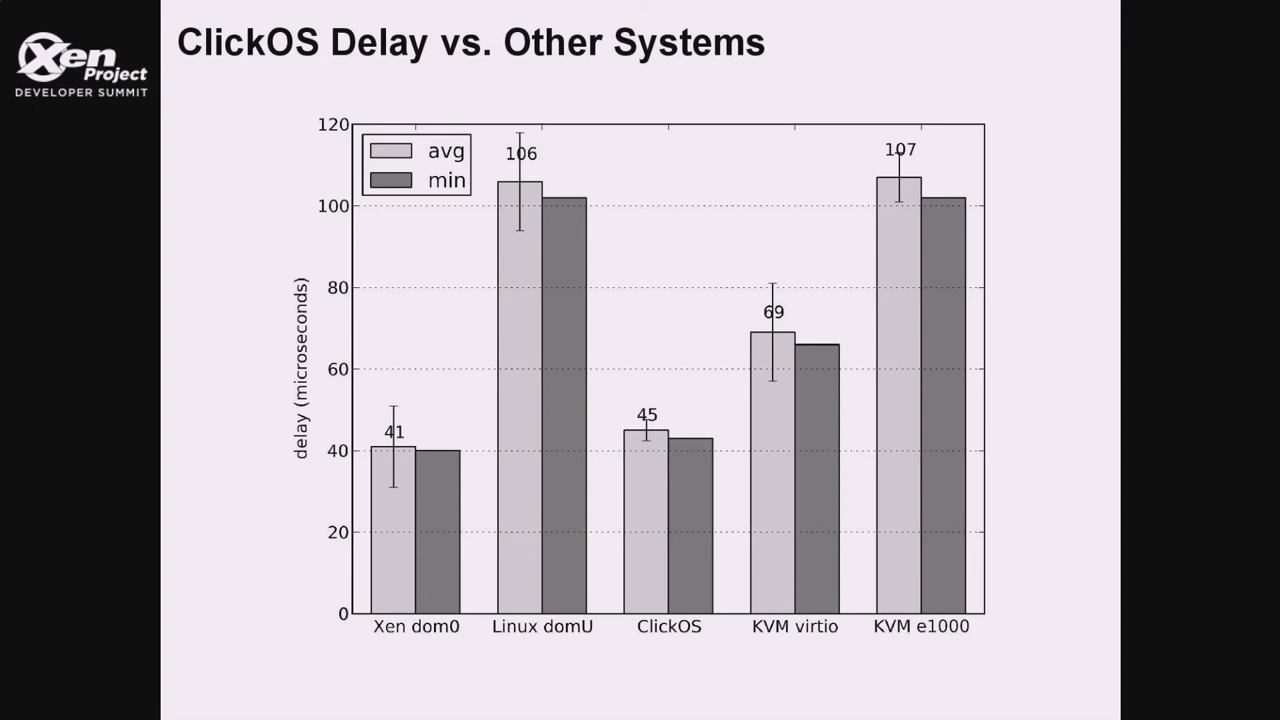 Xen
Project
DEVELOPER SUMMIT
ClickOS Delay vs. Other Systems
120
100
80
60
40
20
0
delay (microseconds)
avg
min
41
106
45
69
107
Xen dom0
Linux domU
ClickOS
KVM virtio
KVM e1000